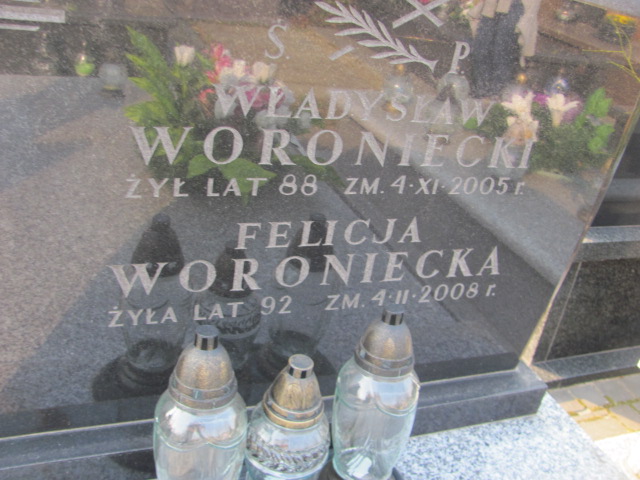 Ś P.
WŁADYSŁAW
WORONIECKI
ŻYŁ LAT 88 ZM. 4·XI·2005 r.
FELICJA
WORONIECKA
ŻYŁA LAT 92 ZM. 4·II·2008 r.